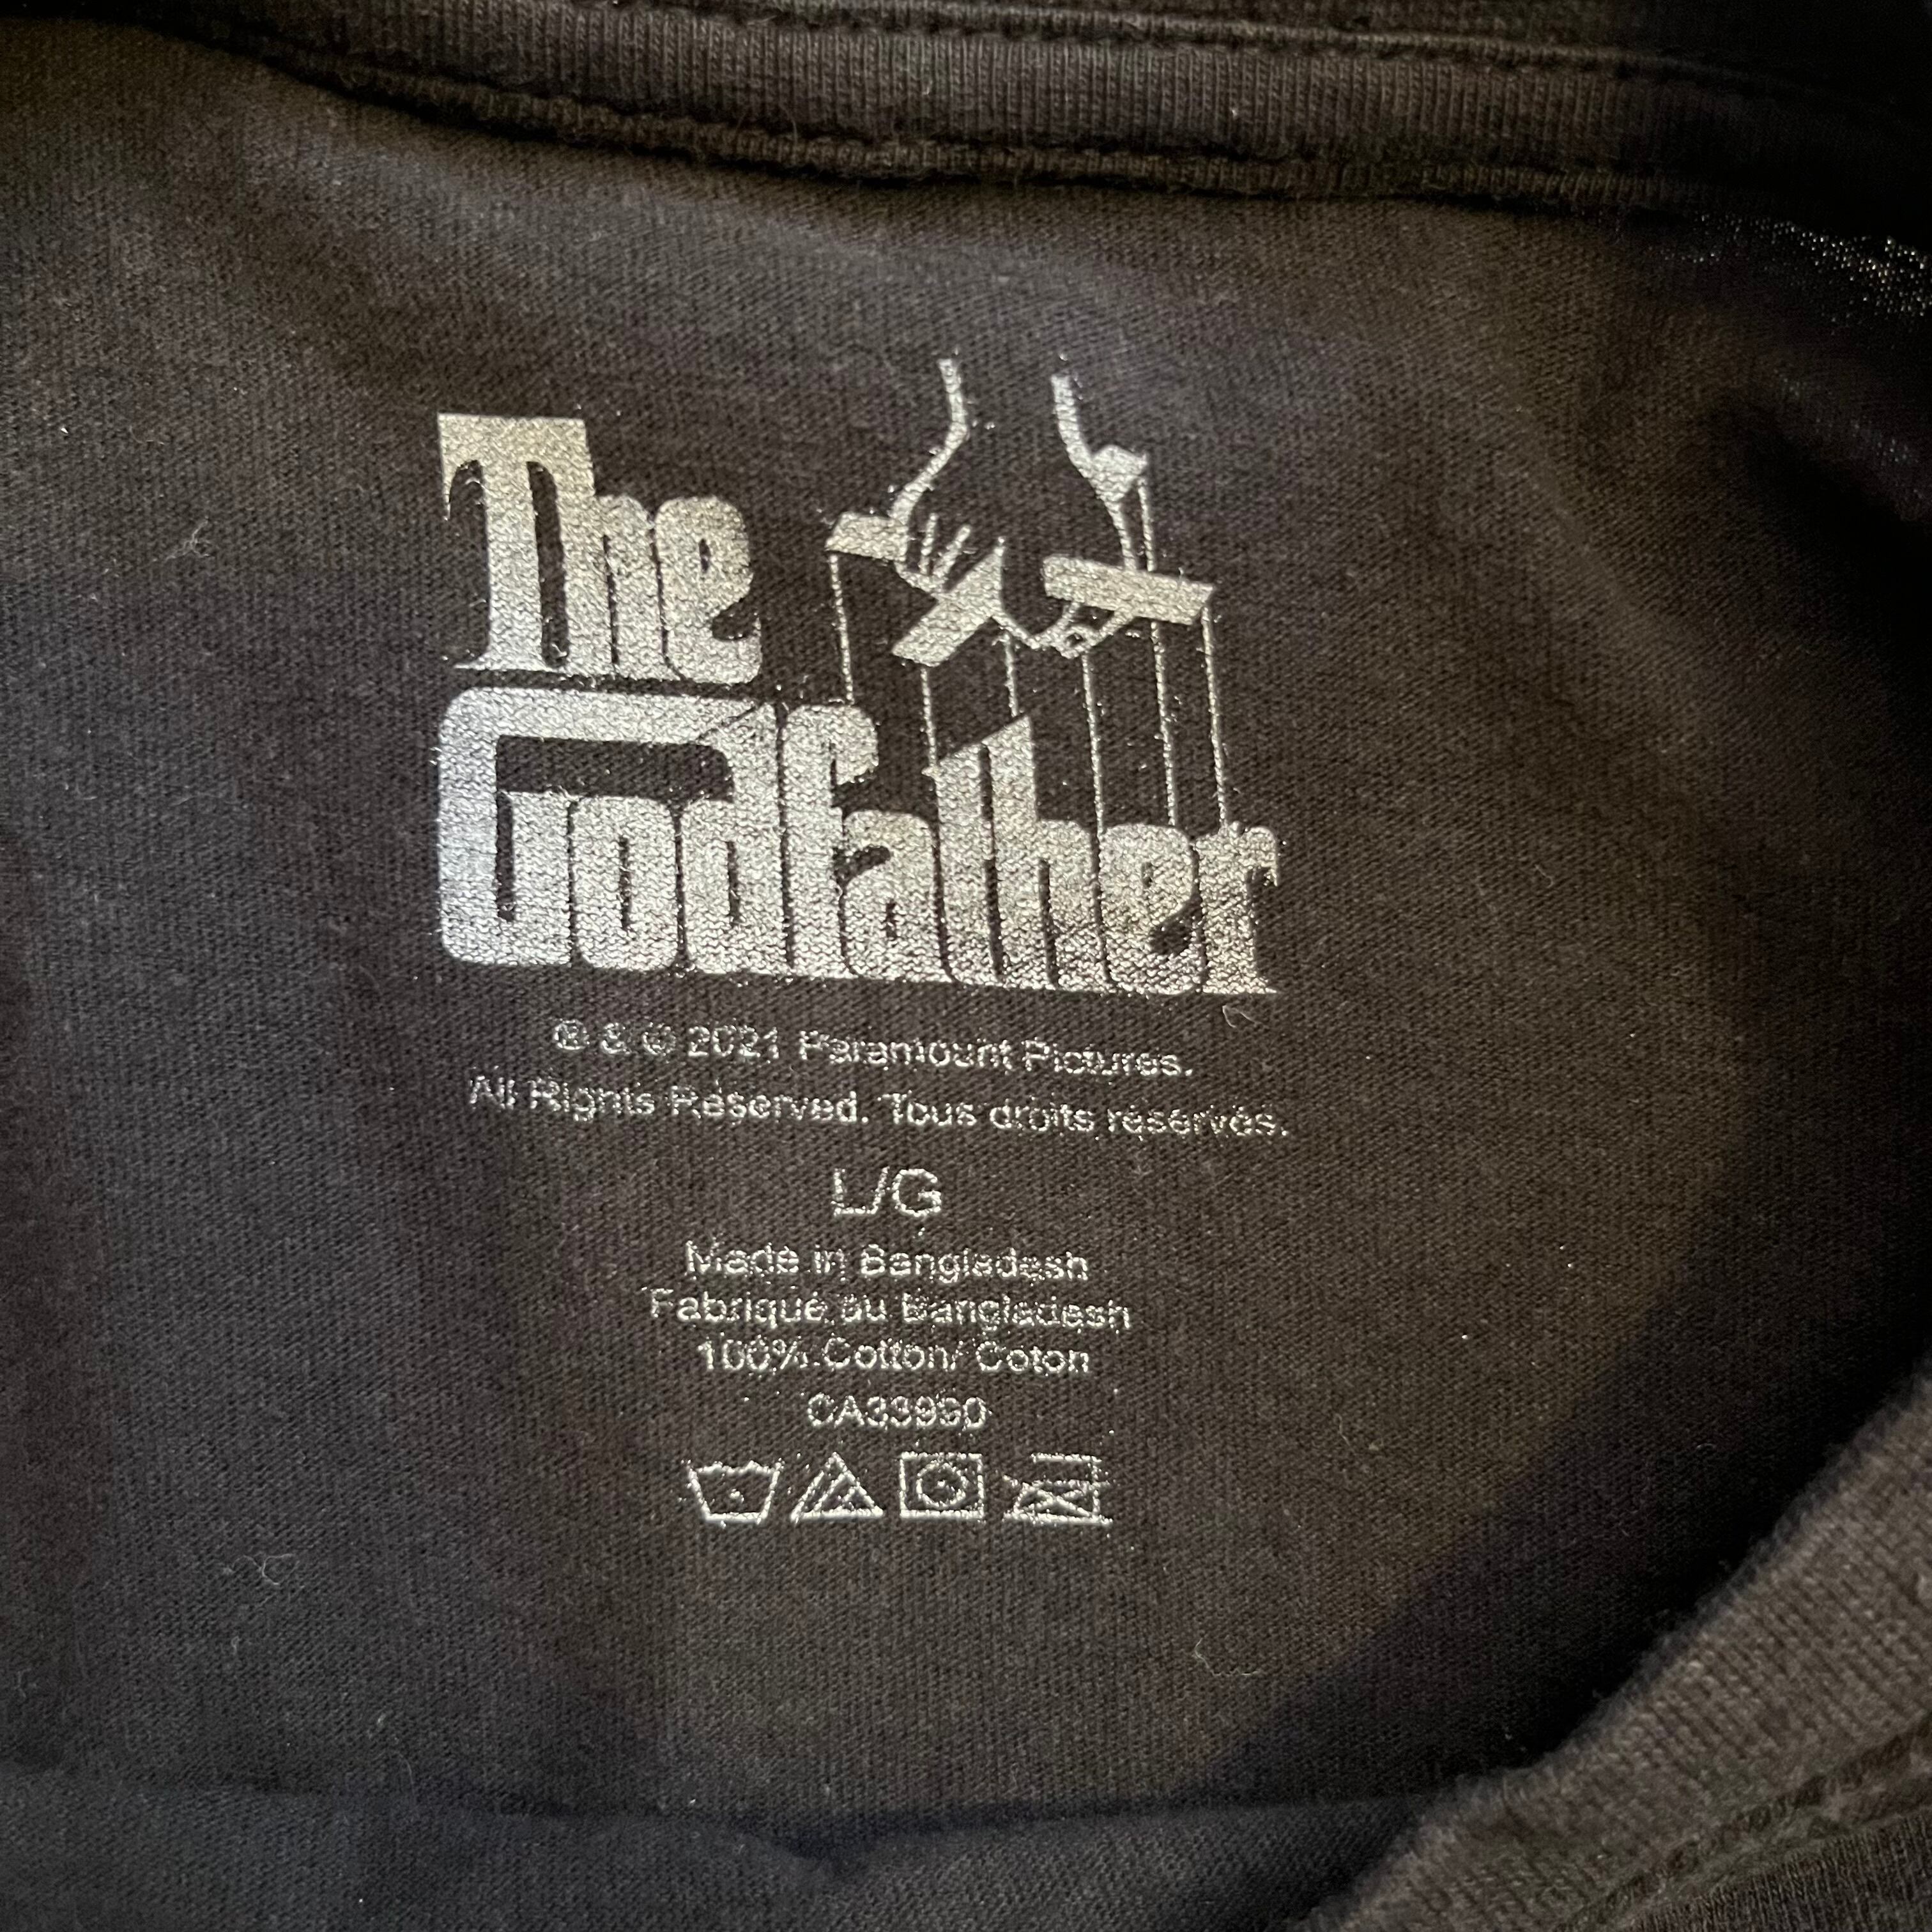 The
Godfather
® & © 2021 Paramount Pictures.
All Rights Reserved. Tous droits réservés.
L/G
Made in Bangladesh
Fabriqué au Bangladesh
100% Cotton/ Coton
CA33990